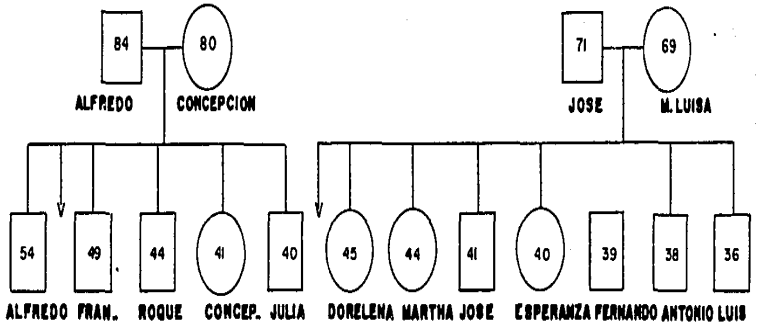 84 80 71 69
ALFREDO CONCEPCION JOSE M. LUISA
54 49 44 41 40 45 44 41 40 39 38 36
ALFREDO FRAN. ROQUE CONCEP. JULIA DORELENA MARTHA JOSE ESPERANZA FERNANDO ANTONIO LUIS